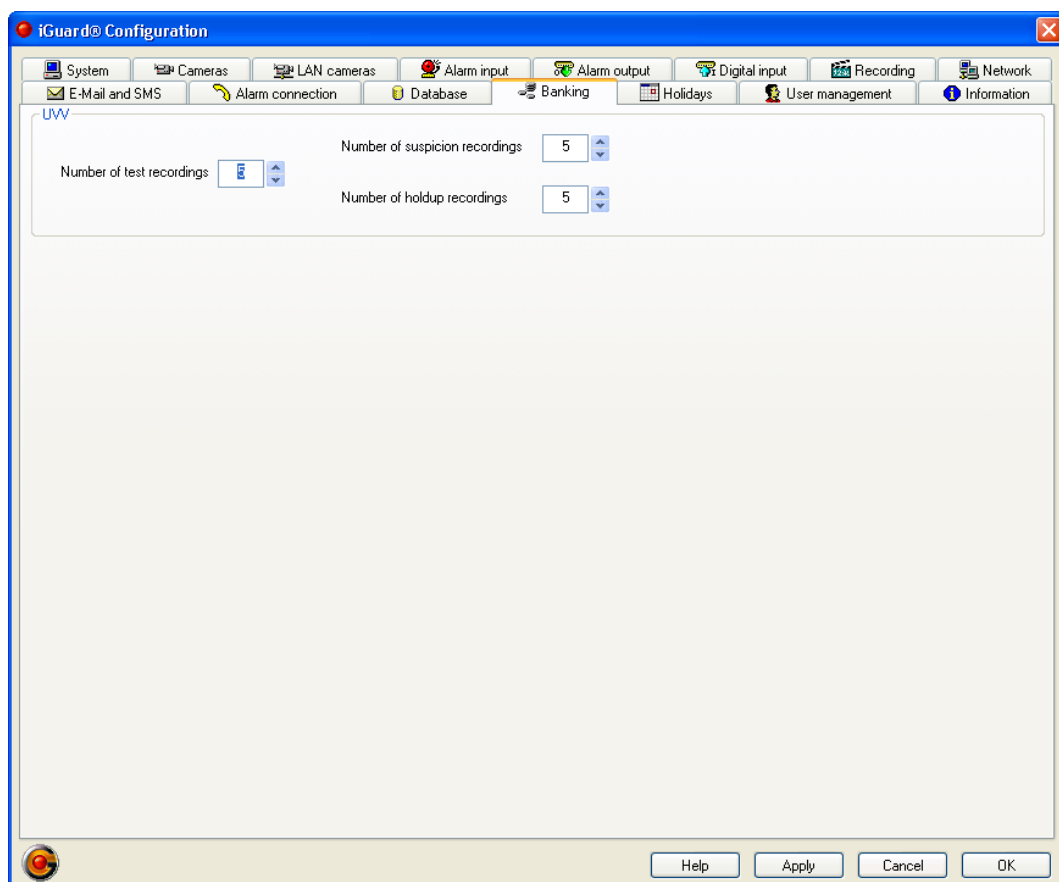 iGuard® Configuration
System Cameras LAN cameras Alarm input Alarm output Digital input Recording Network
E-Mail and SMS Alarm connection Database Banking Holidays User management Information
UVV
Number of suspicion recordings 5
Number of test recordings 5
Number of holdup recordings 5
Help Apply Cancel OK